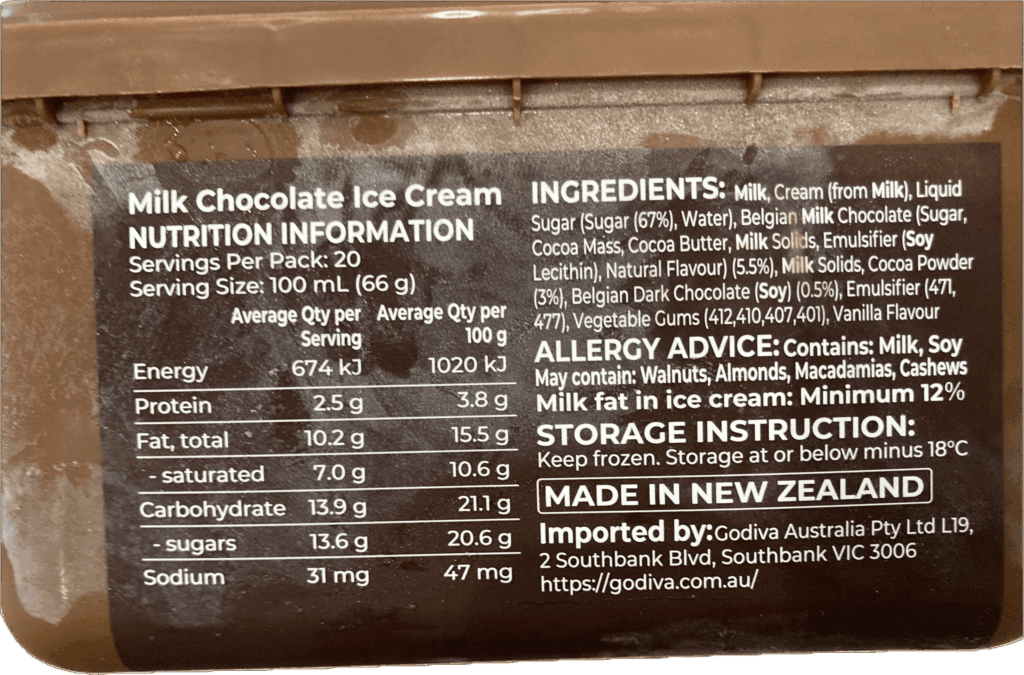 Milk Chocolate Ice Cream
NUTRITION INFORMATION
Servings Per Pack: 20
Serving Size: 100 mL (66 g)
Average Qty per Serving Average Qty per 100 g
Energy 674 kJ 1020 kJ
Protein 2.5 g 3.8 g
Fat, total 10.2 g 15.5 g
- saturated 7.0 g 10.6 g
Carbohydrate 13.9 g 21.1 g
- sugars 13.6 g 20.6 g
Sodium 31 mg 47 mg
INGREDIENTS: Milk, Cream (from Milk), Liquid
Sugar (Sugar (67%), Water), Belgian Milk Chocolate (Sugar,
Cocoa Mass, Cocoa Butter, Milk Solids, Emulsifier (Soy
Lecithin), Natural Flavour) (5.5%), Milk Solids, Cocoa Powder
(3%), Belgian Dark Chocolate (Soy) (0.5%), Emulsifier (471,
477), Vegetable Gums (412,410,407,401), Vanilla Flavour
ALLERGY ADVICE: Contains: Milk, Soy
May contain: Walnuts, Almonds, Macadamias, Cashews
Milk fat in ice cream: Minimum 12%
STORAGE INSTRUCTION:
Keep frozen. Storage at or below minus 18°C
MADE IN NEW ZEALAND
Imported by: Godiva Australia Pty Ltd L19,
2 Southbank Blvd, Southbank VIC 3006
https://godiva.com.au/